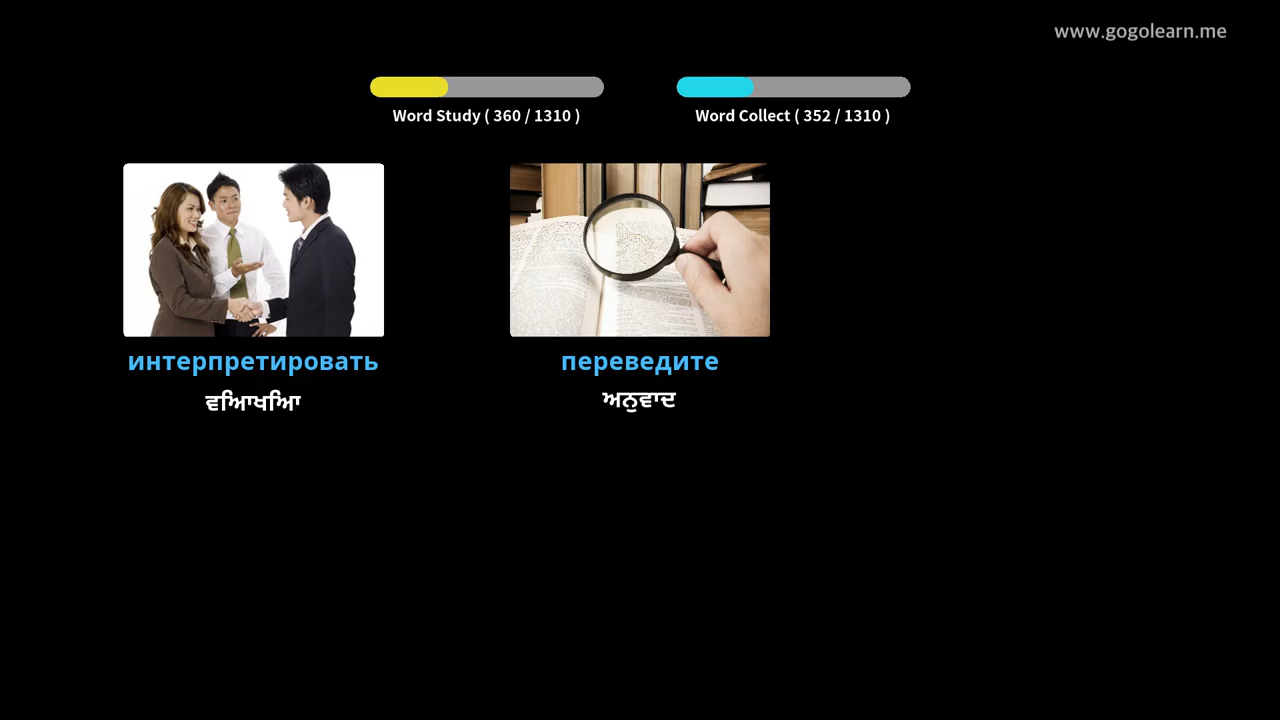 www.gogolearn.me
Word Study ( 360 / 1310 )
Word Collect ( 352 / 1310 )
интерпретировать
переведите
ਵਿਆਖਿਆ
ਅਨੁਵਾਦ